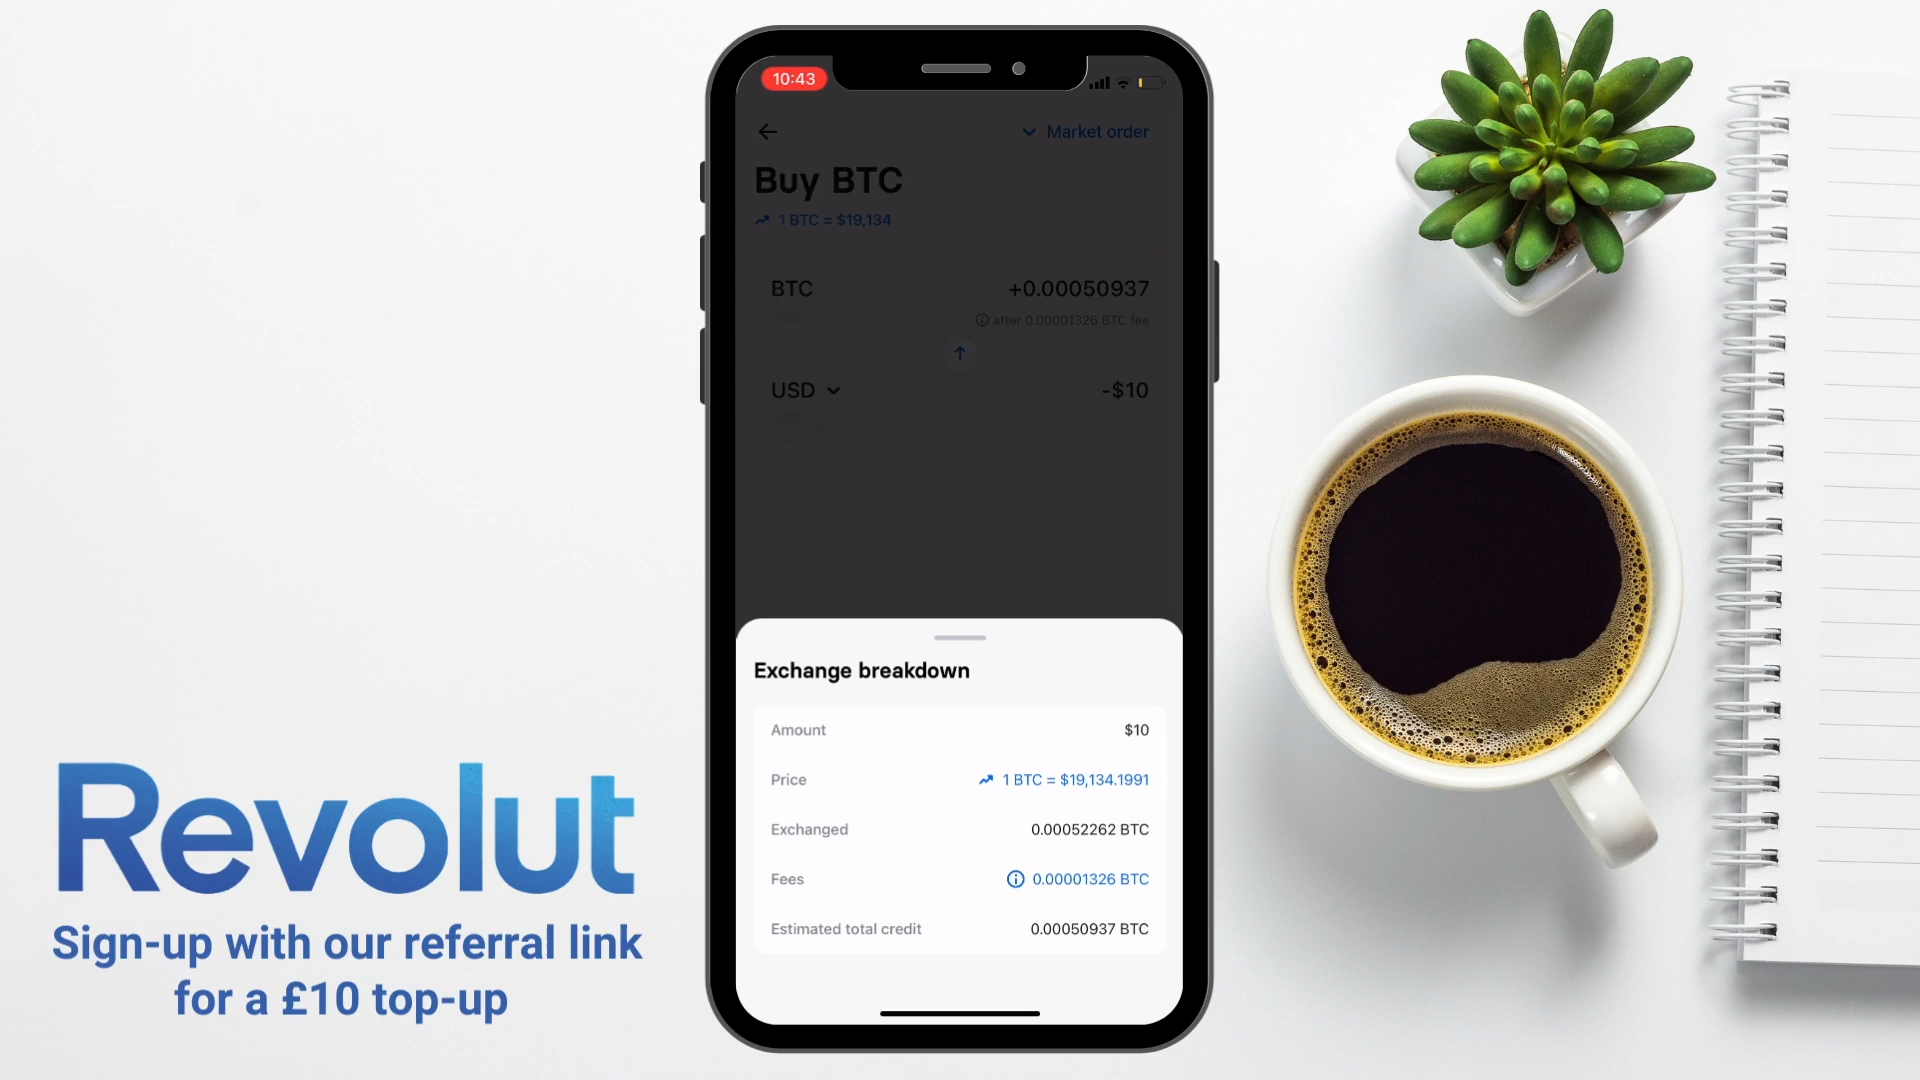 10:43
Market order
Buy BTC
1 BTC = $19,134
BTC +0.00050937
after 0.00001326 BTC fee
USD -$10
Exchange breakdown
Amount $10
Price 1 BTC = $19,134.1991
Exchanged 0.00052262 BTC
Fees 0.00001326 BTC
Estimated total credit 0.00050937 BTC
Revolut
Sign-up with our referral link
for a £10 top-up